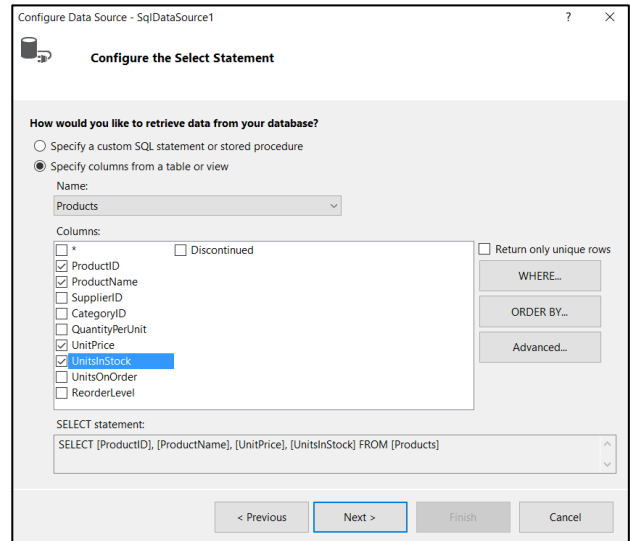 Configure Data Source - SqlDataSource1 ? ×
Configure the Select Statement
How would you like to retrieve data from your database?
Specify a custom SQL statement or stored procedure
Specify columns from a table or view
Name:
Products
Columns:
* Discontinued
Return only unique rows
ProductID
ProductName
SupplierID
CategoryID
QuantityPerUnit
UnitPrice
UnitsInStock
UnitsOnOrder
ReorderLevel
WHERE...
ORDER BY...
Advanced...
SELECT statement:
SELECT [ProductID], [ProductName], [UnitPrice], [UnitsInStock] FROM [Products]
< Previous Next > Finish Cancel